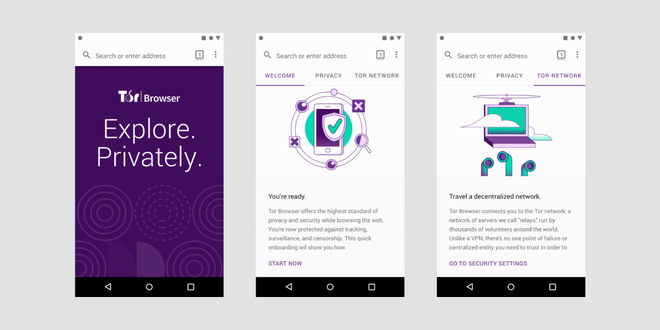 Search or enter address
1
Tor Browser
Explore.
Privately.
Search or enter address
1
WELCOME PRIVACY TOR NETWORK
You're ready.
Tor Browser offers the highest standard of
privacy and security while browsing the web.
You're now protected against tracking,
surveillance, and censorship. This quick
onboarding will show you how.
START NOW
Search or enter address
1
WELCOME PRIVACY TOR NETWORK
Travel a decentralized network.
Tor Browser connects you to the Tor network, a
network of servers we call "relays," run by
thousands of volunteers around the world.
Unlike a VPN, there's no one point of failure or
centralized entity you need to trust in order to
GO TO SECURITY SETTINGS